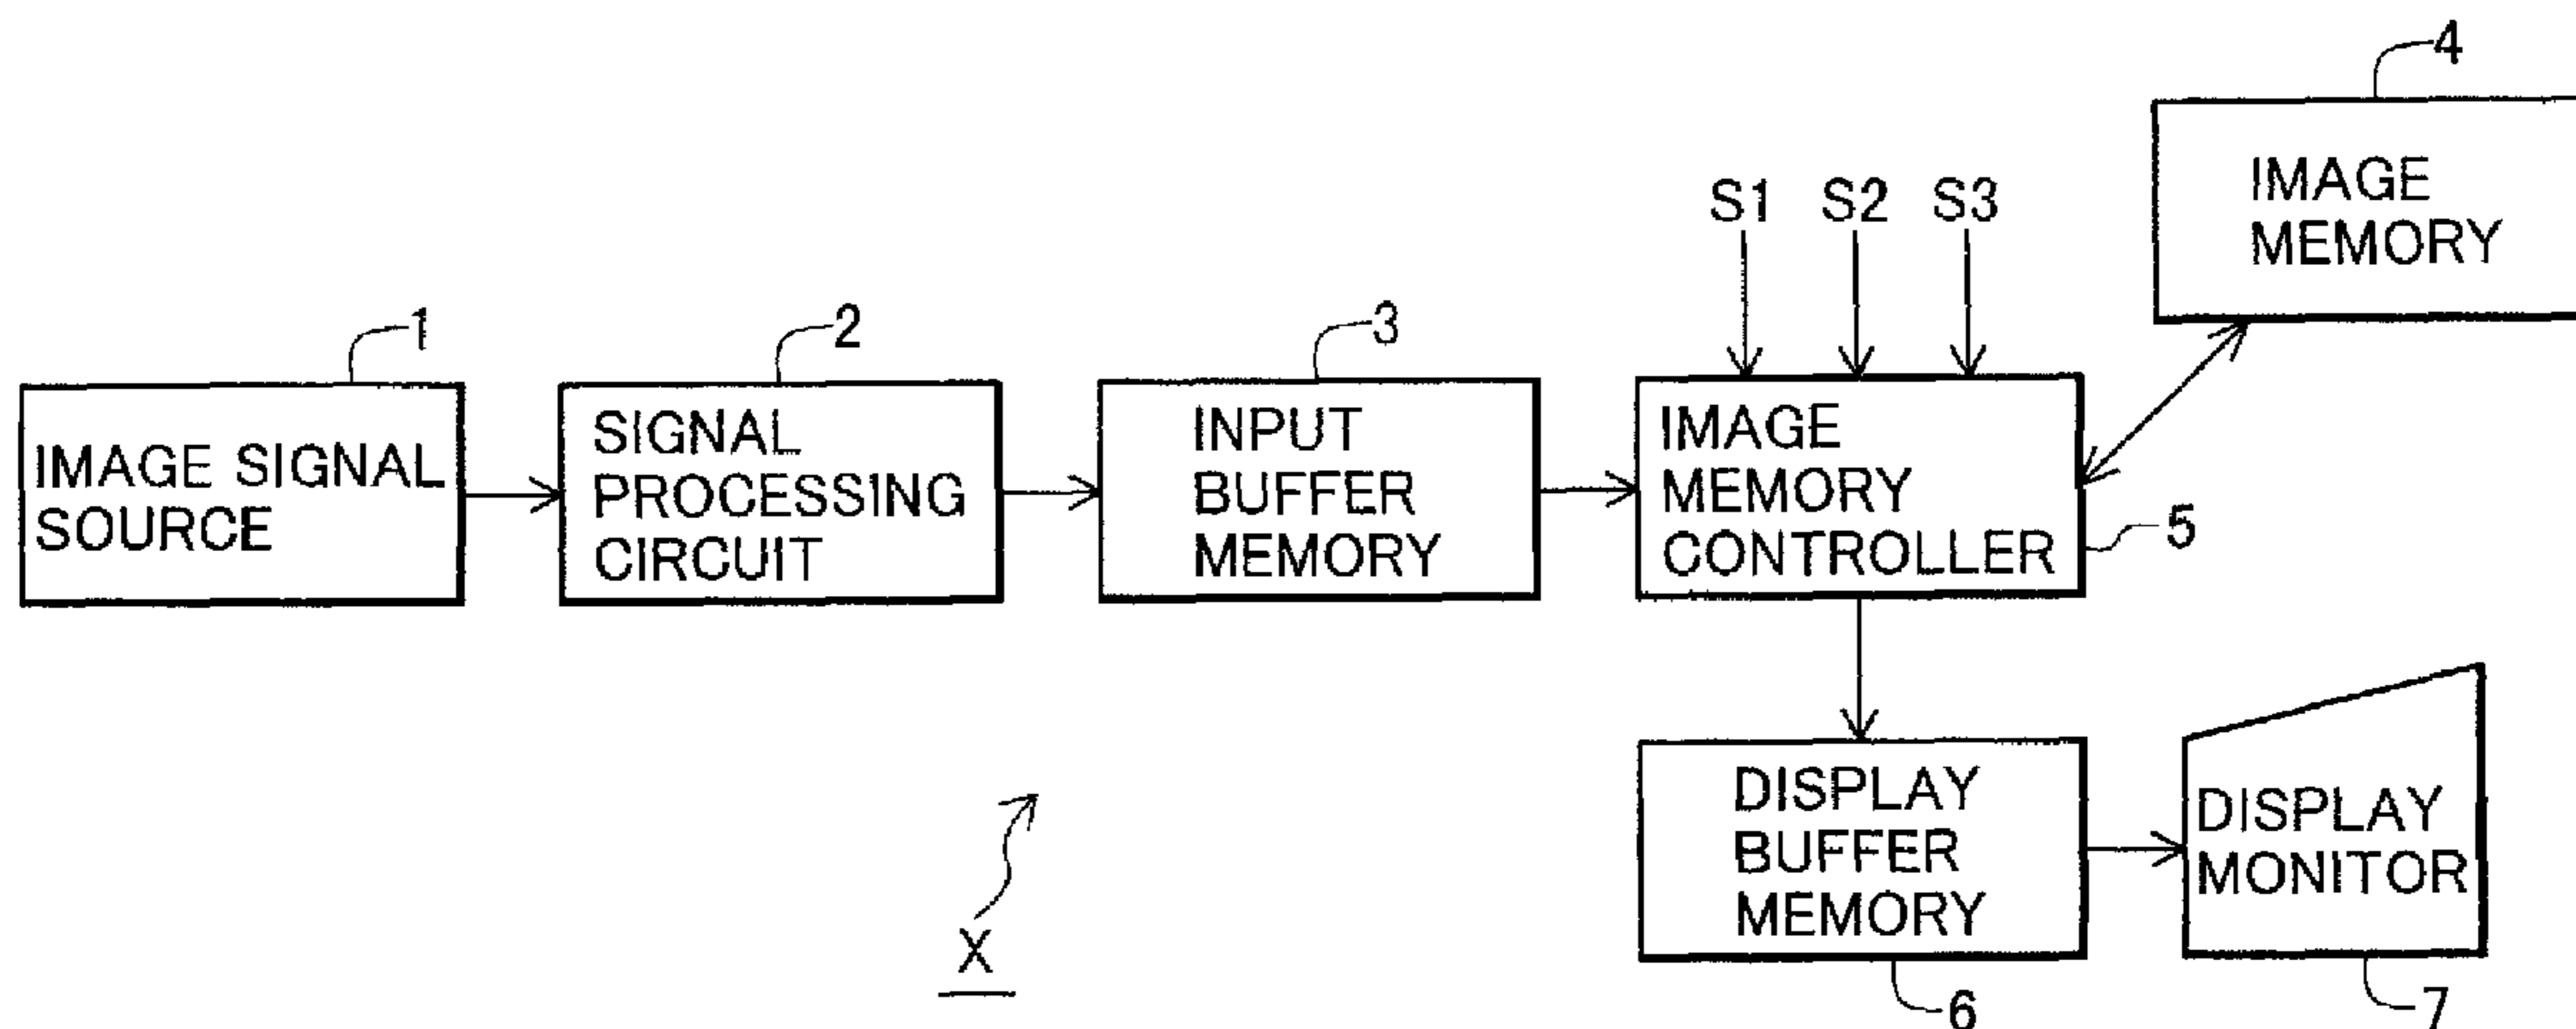 4
IMAGE
MEMORY
S1 S2 S3
1
2
3
IMAGE SIGNAL
SOURCE
SIGNAL
PROCESSING
CIRCUIT
INPUT
BUFFER
MEMORY
IMAGE
MEMORY
CONTROLLER
5
DISPLAY
BUFFER
MEMORY
DISPLAY
MONITOR
X
6
7